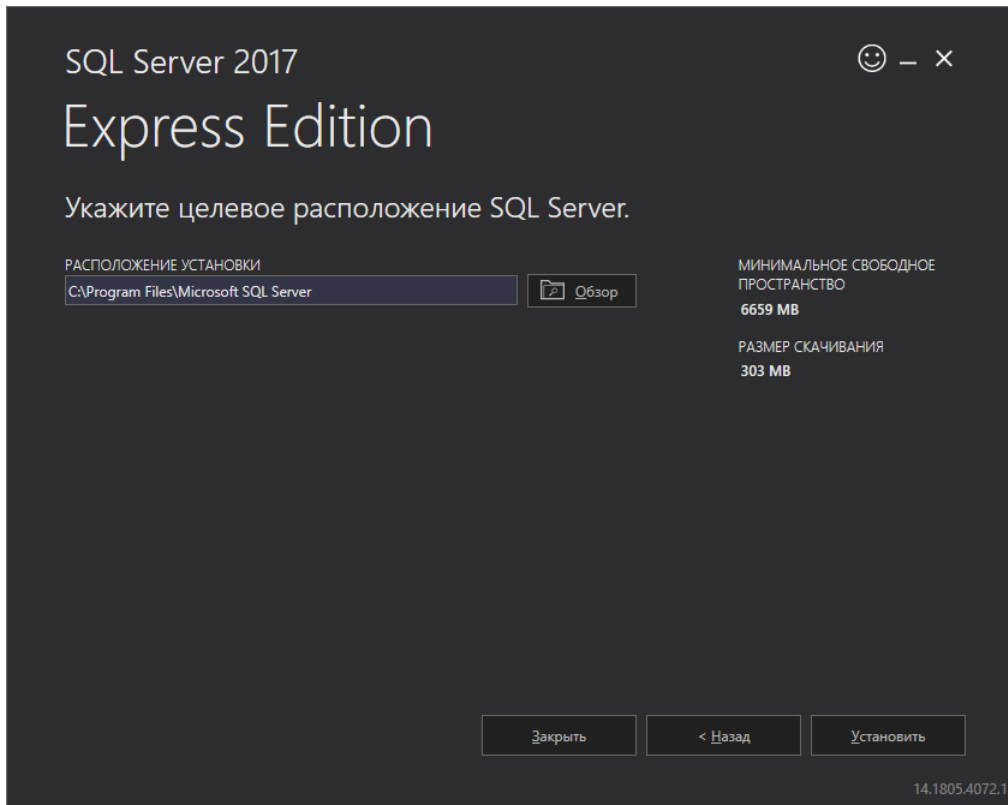 SQL Server 2017
Express Edition
Укажите целевое расположение SQL Server.
РАСПОЛОЖЕНИЕ УСТАНОВКИ
C:\Program Files\Microsoft SQL Server
Обзор
МИНИМАЛЬНОЕ СВОБОДНОЕ
ПРОСТРАНСТВО
6659 MB
РАЗМЕР СКАЧИВАНИЯ
303 MB
Закрыть
< Назад
Установить
14.1805.4072.1